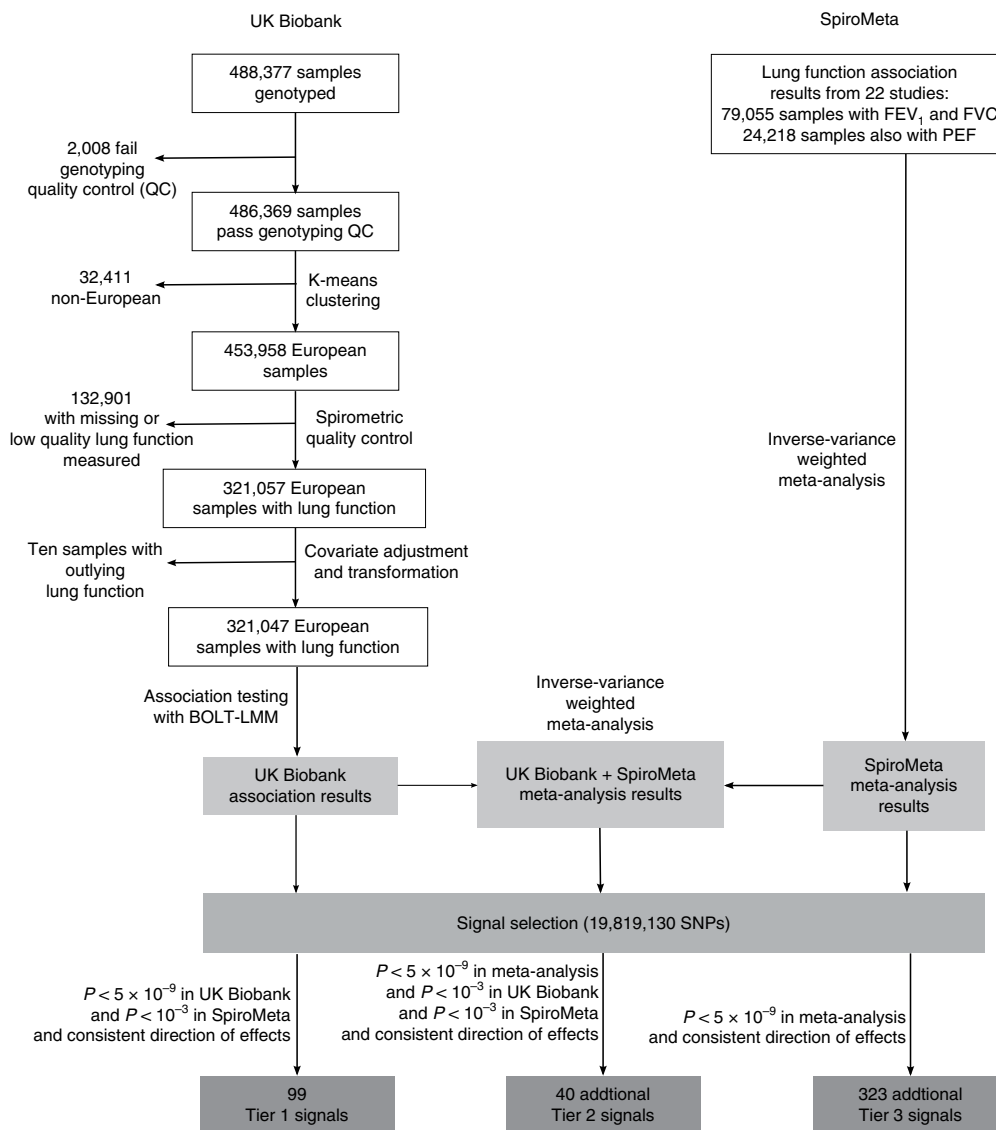 UK Biobank
SpiroMeta
488,377 samples
genotyped
Lung function association
results from 22 studies:
79,055 samples with FEV₁ and FVC
24,218 samples also with PEF
2,008 fail
genotyping
quality control (QC)
486,369 samples
pass genotyping QC
32,411
non-European
K-means
clustering
453,958 European
samples
132,901
with missing or
low quality lung function
measured
Spirometric
quality control
Inverse-variance
weighted
meta-analysis
321,057 European
samples with lung function
Ten samples with
outlying
lung function
Covariate adjustment
and transformation
321,047 European
samples with lung function
Association testing
with BOLT-LMM
Inverse-variance
weighted
meta-analysis
UK Biobank
association results
UK Biobank + SpiroMeta
meta-analysis results
SpiroMeta
meta-analysis
results
Signal selection (19,819,130 SNPs)
P < 5 × 10⁻⁹ in UK Biobank
and P < 10⁻³ in SpiroMeta
and consistent direction of effects
P < 5 × 10⁻⁹ in meta-analysis
and P < 10⁻³ in UK Biobank
and P < 10⁻³ in SpiroMeta
and consistent direction of effects
P < 5 × 10⁻⁹ in meta-analysis
and consistent direction of effects
99
Tier 1 signals
40 addtional
Tier 2 signals
323 addtional
Tier 3 signals